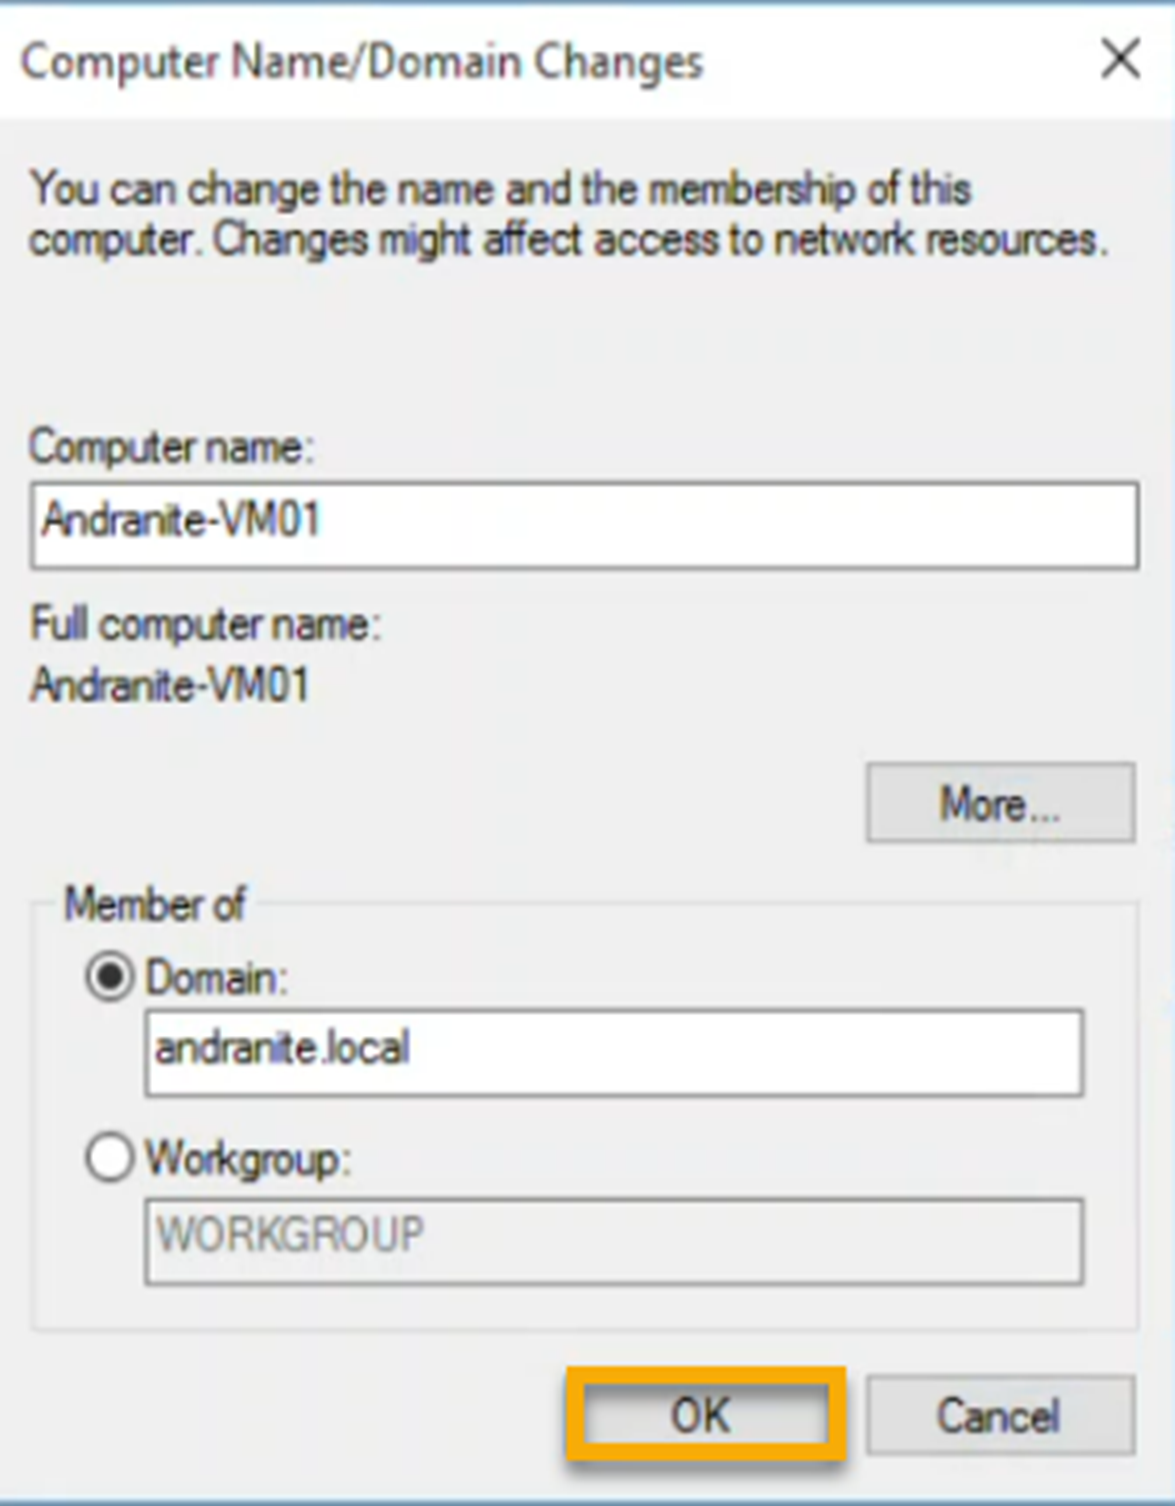 Computer Name/Domain Changes
You can change the name and the membership of this
computer. Changes might affect access to network resources.
Computer name:
Andranite-VM01
Full computer name:
Andranite-VM01
More...
Member of
Domain:
andranite.local
Workgroup:
WORKGROUP
OK
Cancel